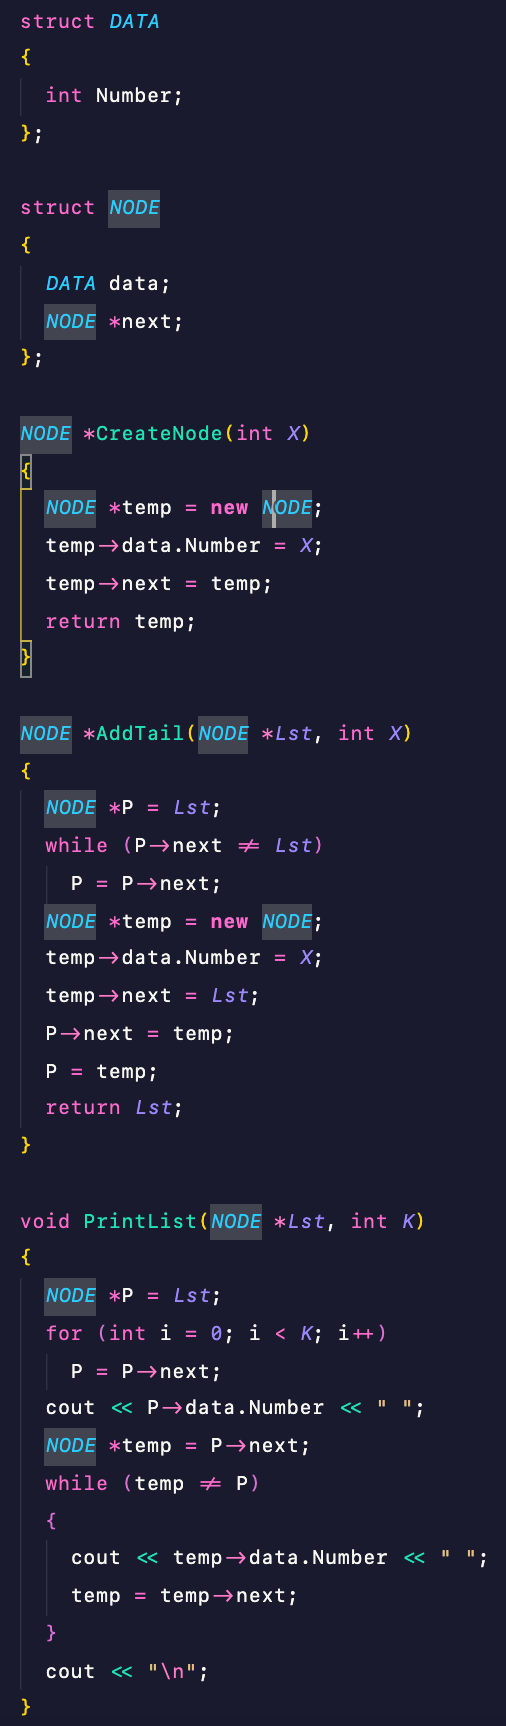 struct DATA
{
  int Number;
};

struct NODE
{
  DATA data;
  NODE *next;
};

NODE *CreateNode(int X)
{
  NODE *temp = new NODE;
  temp->data.Number = X;
  temp->next = temp;
  return temp;
}

NODE *AddTail(NODE *Lst, int X)
{
  NODE *P = Lst;
  while (P->next != Lst)
    P = P->next;
  NODE *temp = new NODE;
  temp->data.Number = X;
  temp->next = Lst;
  P->next = temp;
  P = temp;
  return Lst;
}

void PrintList(NODE *Lst, int K)
{
  NODE *P = Lst;
  for (int i = 0; i < K; i++)
    P = P->next;
  cout << P->data.Number << " ";
  NODE *temp = P->next;
  while (temp != P)
  {
    cout << temp->data.Number << " ";
    temp = temp->next;
  }
  cout << "\n";
}